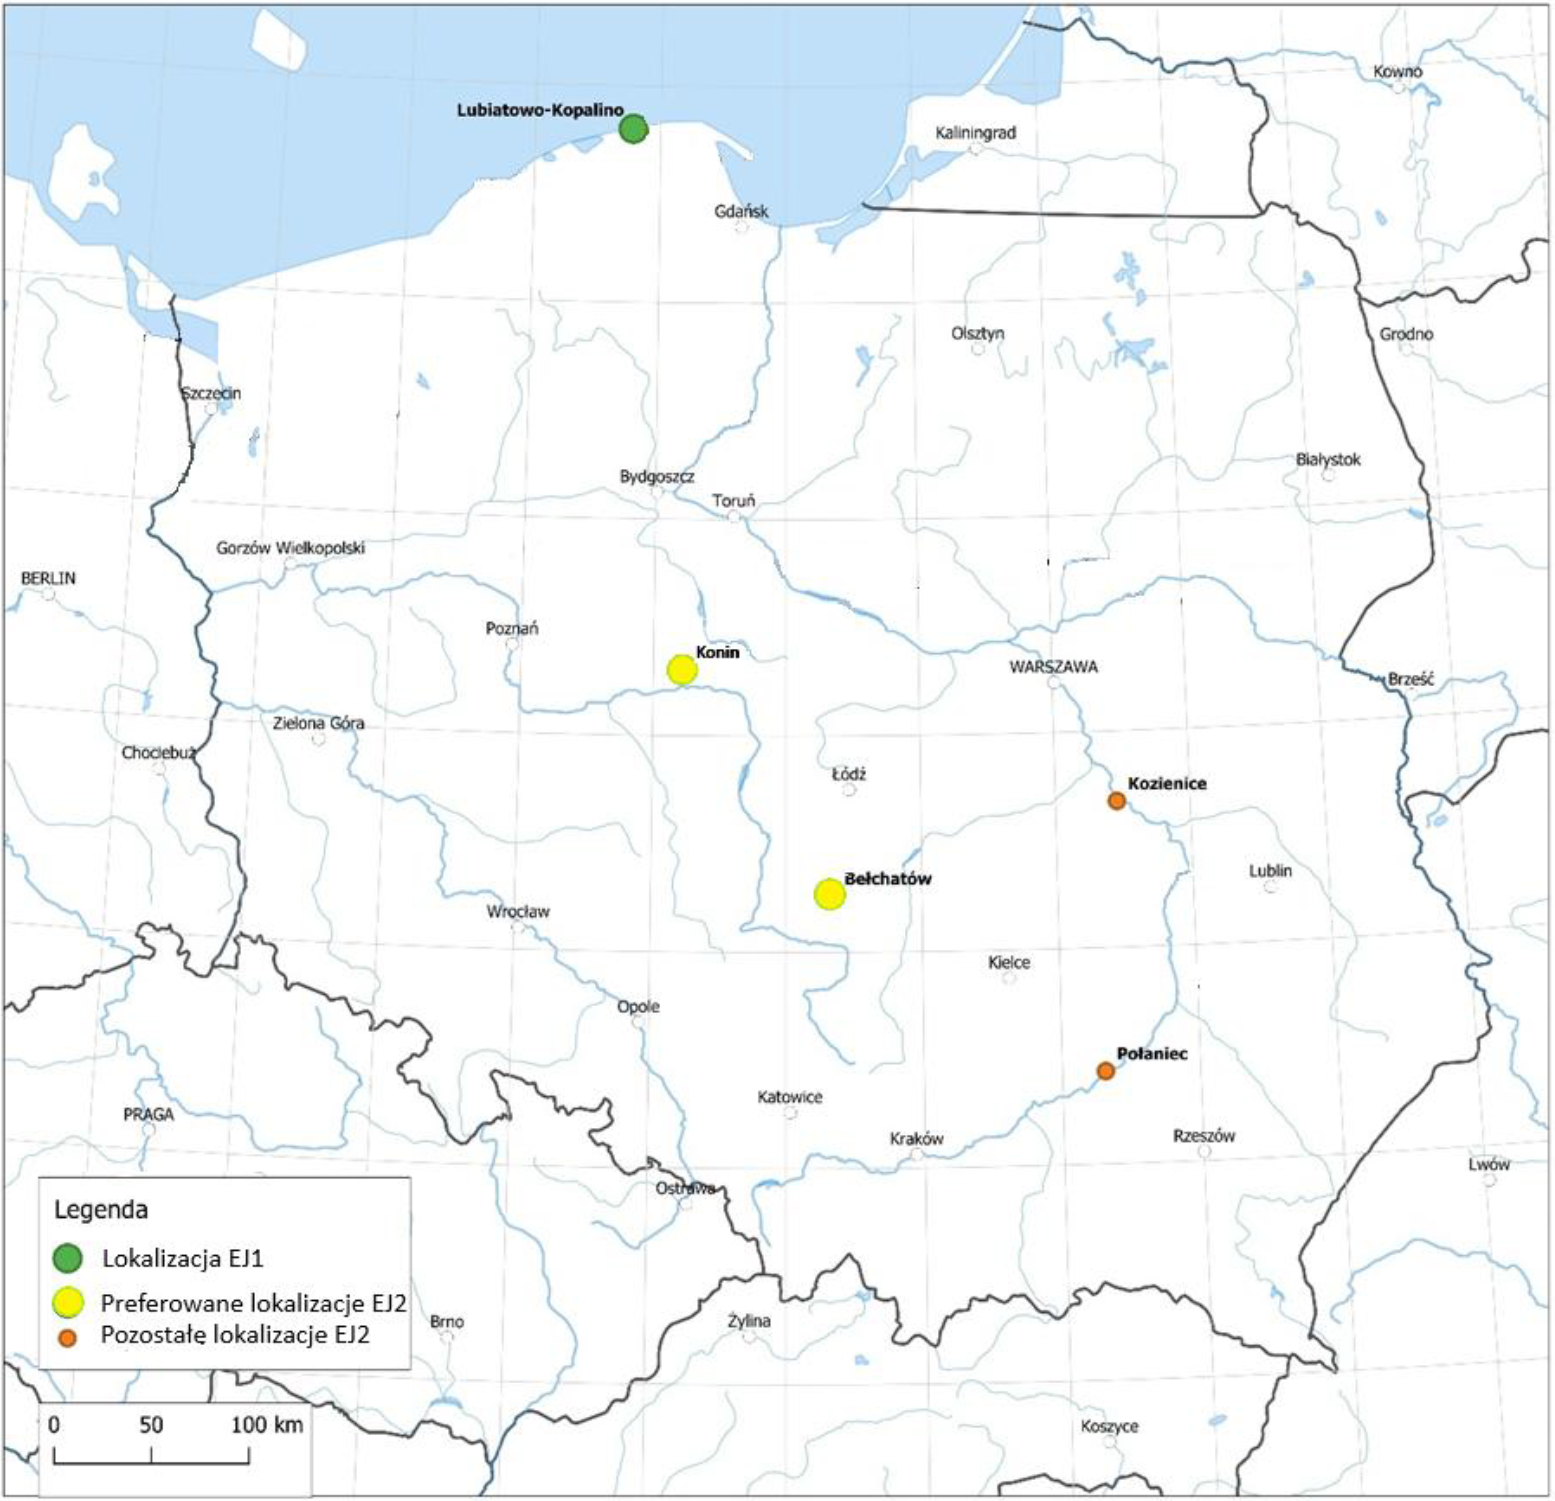 Kowno
Lubiatowo-Kopalino
Kaliningrad
Gdańsk
Olsztyn
Grodno
Szczecin
Białystok
Bydgoszcz
Toruń
Gorzów Wielkopolski
BERLIN
Poznań
Konin
WARSZAWA
Brześć
Zielona Góra
Chociebuż
Łódź
Kozienice
Lublin
Bełchatów
Wrocław
Kielce
Opole
Połaniec
Katowice
PRAGA
Kraków
Rzeszów
Lwów
Ostrawa
Legenda
Lokalizacja EJ1
Preferowane lokalizacje EJ2
Pozostałę lokalizacje EJ2
Brno
Żylina
0 50 100 km
Koszyce